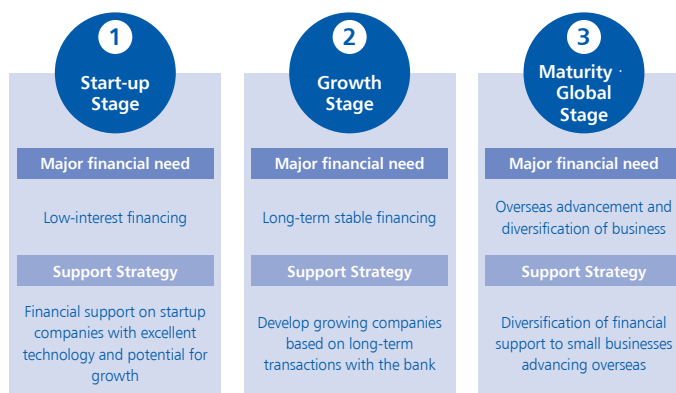 1
Start-up
Stage
Major financial need
Low-interest financing
Support Strategy
Financial support on startup
companies with excellent
technology and potential for
growth
2
Growth
Stage
Major financial need
Long-term stable financing
Support Strategy
Develop growing companies
based on long-term
transactions with the bank
3
Maturity ·
Global
Stage
Major financial need
Overseas advancement and
diversification of business
Support Strategy
Diversification of financial
support to small businesses
advancing overseas